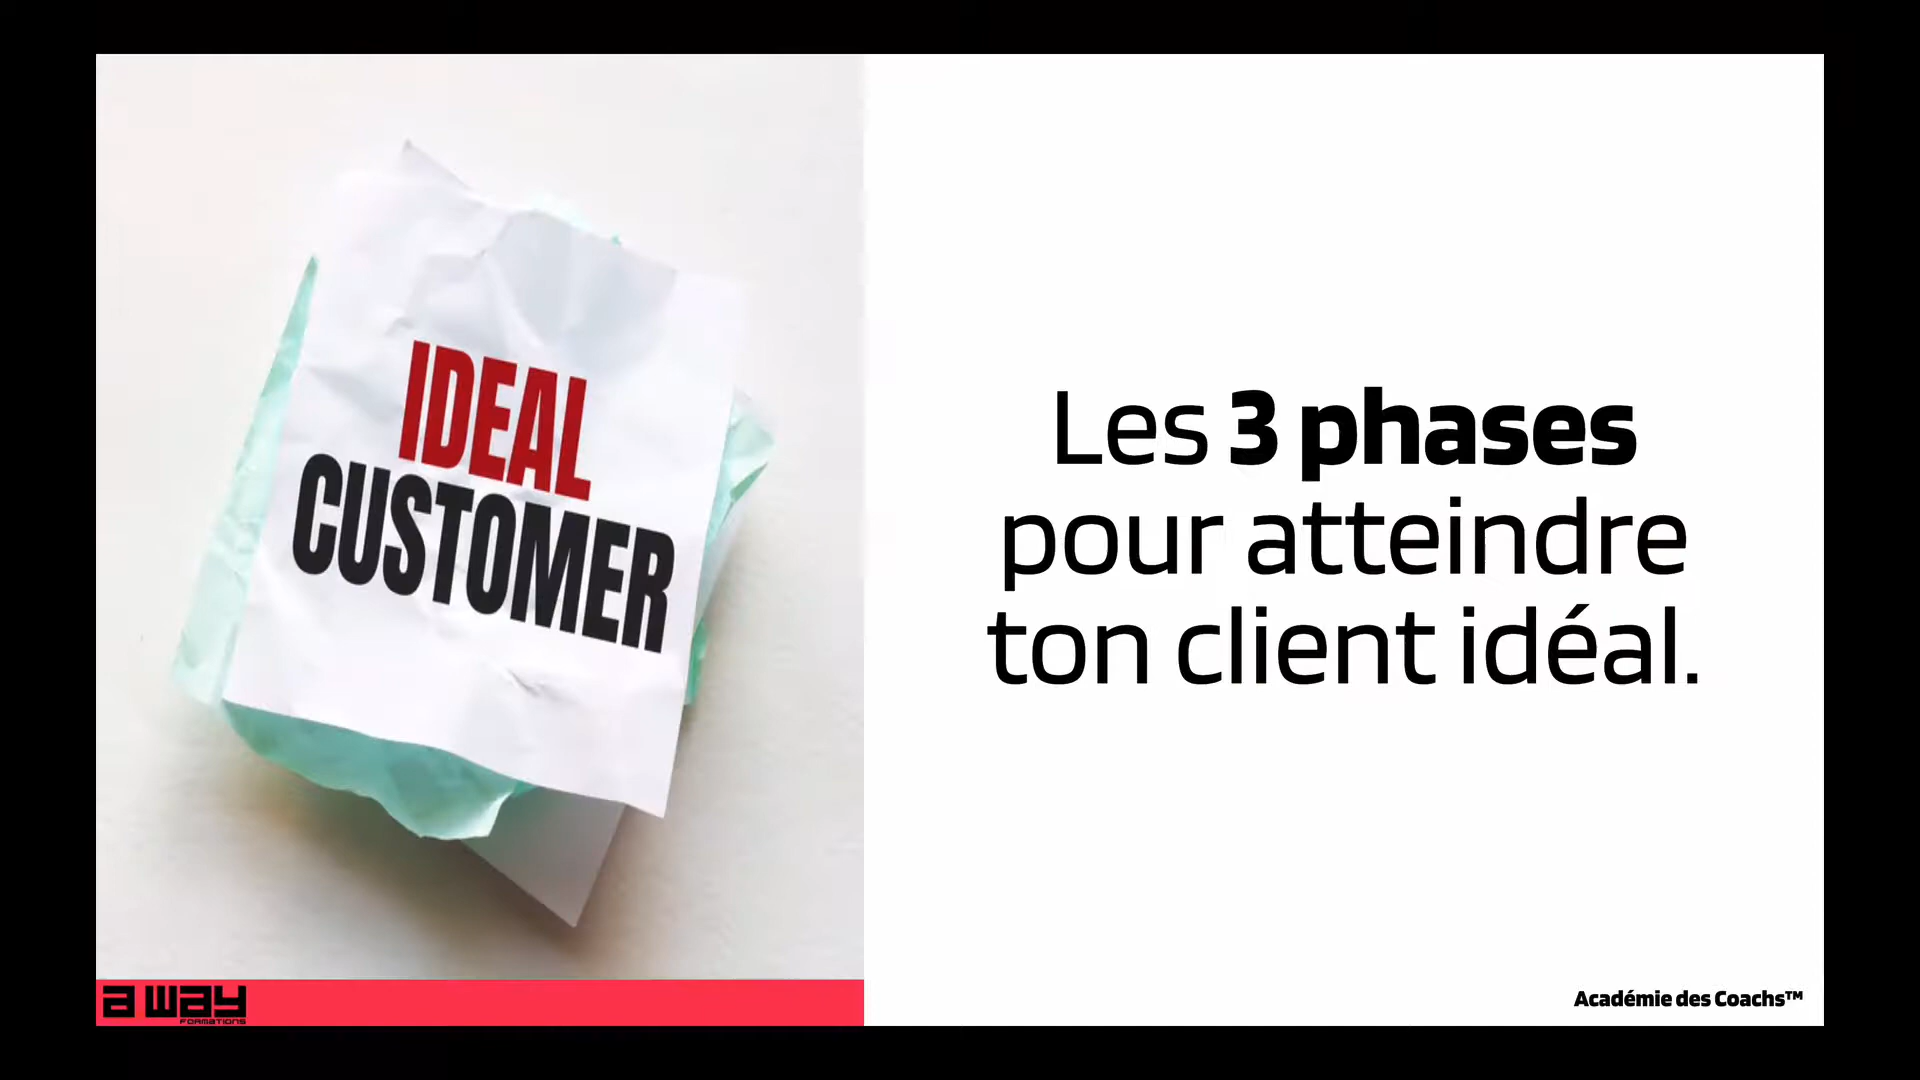 IDEAL
CUSTOMER
Les 3 phases
pour atteindre
ton client idéal.
a way
FORMATIONS
Académie des Coachs™